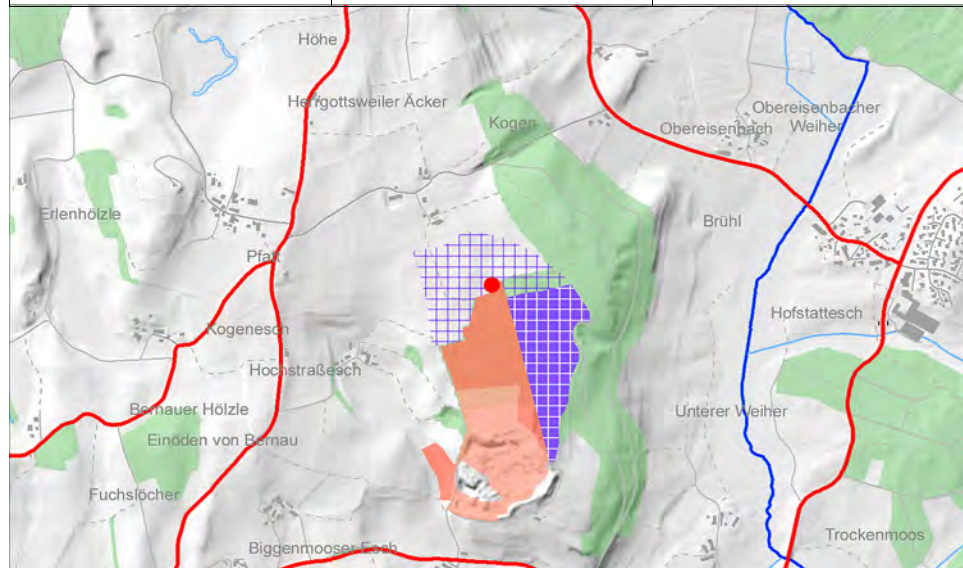 Höhe
Herrgottsweiler Äcker
Kogen
Obereisenbach
Obereisenbacher
Weiher
Erlenhölzle
Brühl
Pfaff
Hofstattesch
Kogenesch
Hochstraßesch
Bernauer Hölzle
Unterer Weiher
Einöden von Bernau
Fuchslöcher
Trockenmoos
Biggenmooser Esch